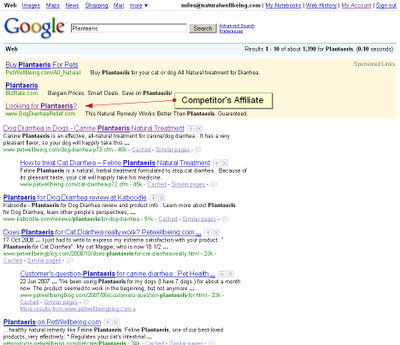 Web Images Maps News Shopping Mail more ▼
miles@naturalwellbeing.com | My Notebooks | Web History | My Account | Sign out
Google
Plantaeris
Search
Advanced Search
Preferences
Web
Results 1 - 10 of about 1,390 for Plantaeris. (0.10 seconds)
Buy Plantaeris For Pets
Sponsored Links
PetWellBeing.com/All_Natural Buy Plantaeris for your cat or dog All Natural treatment for Diarrhea.
Plantaeris
BizRate.com Bargain Prices. Smart Deals. Save on Plantaeris!
Looking for Plantaeris?
Competitor's Affiliate
www.DogDiarrheaRelief.com This Natural Remedy Works Better Than Plantaeris. Guaranteed.
Dog Diarrhea in Dogs - Canine Plantaeris Natural Treatment
Canine Plantaeris is an effective, all-natural treatment for canine/dog diarrhea. It has a very
pleasant flavor, so your dog will happily take this ...
www.petwellbeing.com/dog-diarrhea-p73.cfm - 45k - Cached - Similar pages -
How to treat Cat Diarrhea – Feline Plantaeris Natural Treatment
Feline Plantaeris is a natural, herbal treatment formulated to stop cat diarrhea. Because of
its pleasant taste, your cat will happily take his medicine.
www.petwellbeing.com/cat-diarrhea-p72.cfm - 46k - Cached - Similar pages -
Plantaeris for Dog Diarrhea review at Kaboodle
Kaboodle - Plantaeris for Dog Diarrhea review and product info . Learn more about Plantaeris
for Dog Diarrhea, learn other people's perspectives, ...
www.kaboodle.com/reviews/plantaeris-for-dog-diarrhea - 91k - Cached - Similar pages -
Does Plantaeris for Cat Diarrhea really work? Petwellbeing.com ...
17 Oct 2008 ... I just had to write to express my extreme satisfaction with your product: "
Plantaeris for Cat Diarrhea". My cat Maggie, who is now 18 1/2 ...
www.petwellbeingblog.com/2008/10/does-plantaeris-for-cat-diarrhea-really.html - 23k -
Cached - Similar pages -
Customer's question-Plantaeris for canine diarrhea : Pet Health ...
22 Jun 2007 ... "I've been using Plantaeris for my dogs (I have 7 dogs) for about a month
now. The product seemed to work in the beginning, but not anymore ...
www.petwellbeingblog.com/2007/06/customers-question-plantaeris-for.html - 23k -
Cached - Similar pages -
More results from www.petwellbeingblog.com »
Plantaeris on PetWellbeing.com
... healthy natural remedy like Feline Plantaeris. Feline Plantaeris, one of our best-loved
products, very effectively: * Regulates your cat's intestinal ...